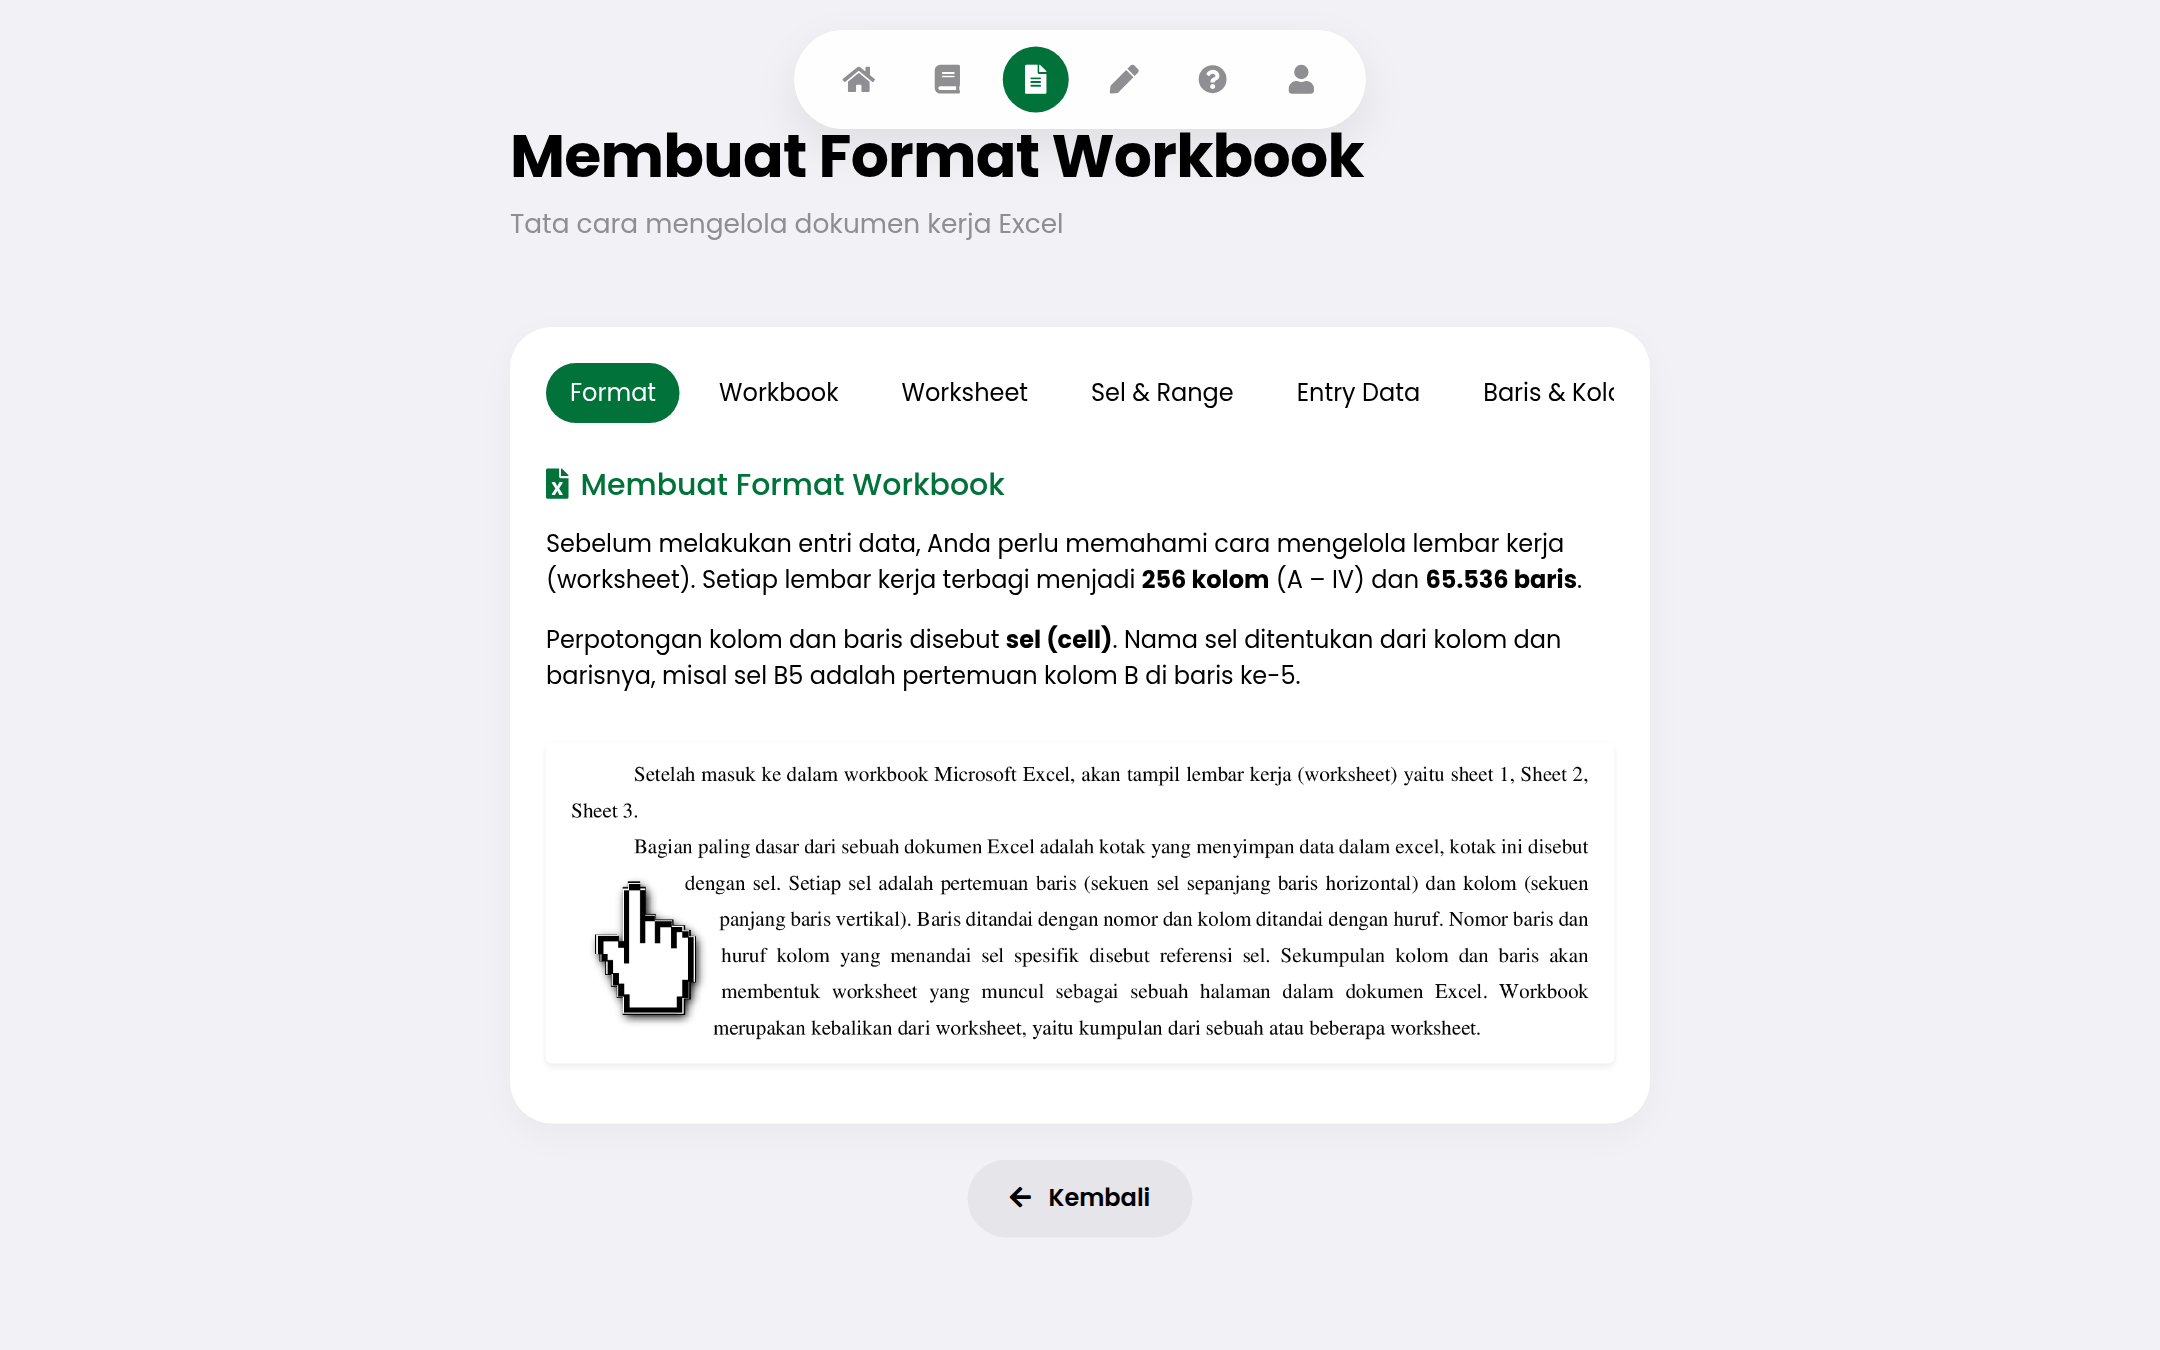 Membuat Format Workbook
Tata cara mengelola dokumen kerja Excel
Format
Workbook
Worksheet
Sel & Range
Entry Data
Baris &
Membuat Format Workbook
Sebelum melakukan entri data, Anda perlu memahami cara mengelola lembar kerja
(worksheet). Setiap lembar kerja terbagi menjadi 256 kolom (A – IV) dan 65.536 baris.
Perpotongan kolom dan baris disebut sel (cell). Nama sel ditentukan dari kolom dan
barisnya, misal sel B5 adalah pertemuan kolom B di baris ke-5.
Setelah masuk ke dalam workbook Microsoft Excel, akan tampil lembar kerja (worksheet) yaitu sheet 1, Sheet 2,
Sheet 3.
Bagian paling dasar dari sebuah dokumen Excel adalah kotak yang menyimpan data dalam excel, kotak ini disebut
dengan sel. Setiap sel adalah pertemuan baris (sekuen sel sepanjang baris horizontal) dan kolom (sekuen
panjang baris vertikal). Baris ditandai dengan nomor dan kolom ditandai dengan huruf. Nomor baris dan
huruf kolom yang menandai sel spesifik disebut referensi sel. Sekumpulan kolom dan baris akan
membentuk worksheet yang muncul sebagai sebuah halaman dalam dokumen Excel. Workbook
merupakan kebalikan dari worksheet, yaitu kumpulan dari sebuah atau beberapa worksheet.
Kembali